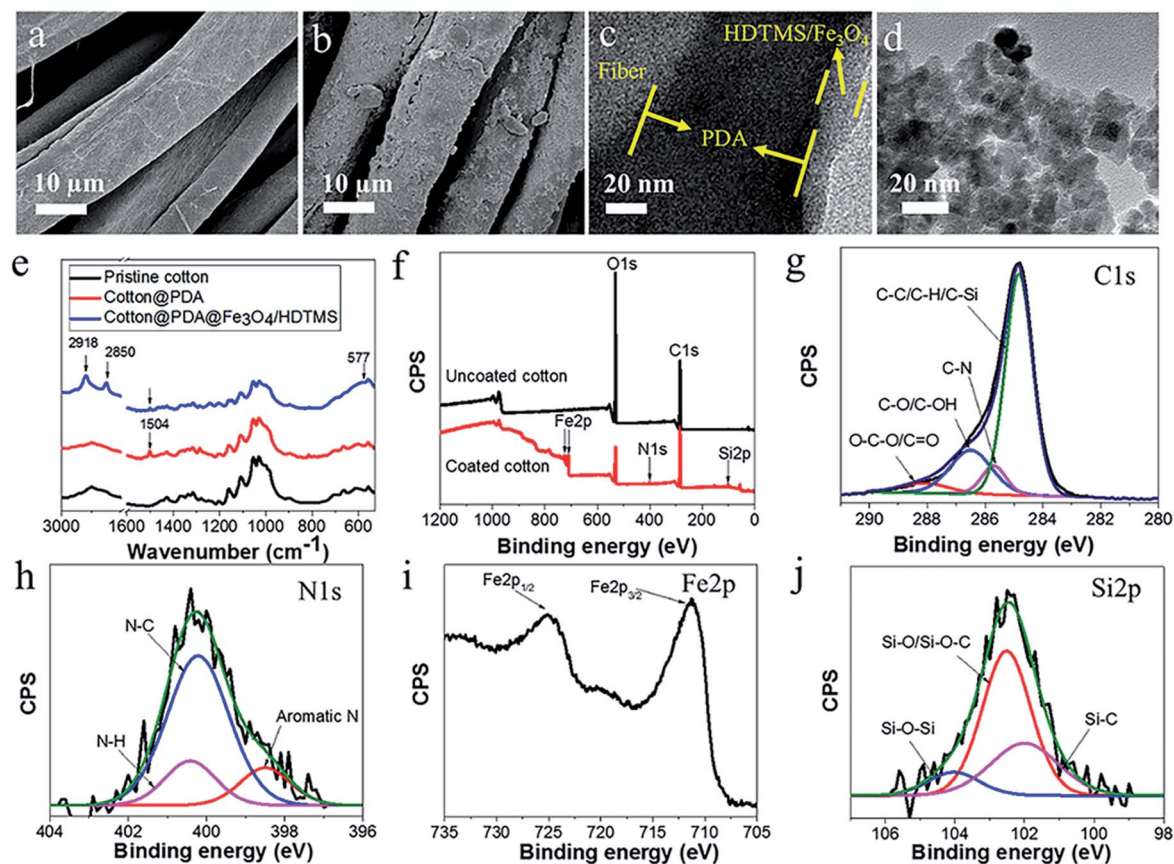 a
10 μm
b
10 μm
c
HDTMS/Fe₃O₄
Fiber
PDA
20 nm
d
20 nm
e
Pristine cotton
Cotton@PDA
Cotton@PDA@Fe₃O₄/HDTMS
2918
2850
577
1504
3000 1600 1500 1000
Wavenumber (cm⁻¹)
f
CPS
O1s
C1s
Uncoated cotton
Fe2p
N1s
Si2p
Coated cotton
1200 1000 800 600 400 200 0
Binding energy (eV)
g
C1s
CPS
C-C/C-H/C-Si
C-N
C-O/C-OH
O-C-O/C=O
290 288 286 284 282 280
Binding energy (eV)
h
N1s
CPS
N-C
Aromatic N
N-H
404 402 400 398 396
Binding energy (eV)
i
Fe2p
CPS
Fe2p₁/₂
Fe2p₃/₂
735 730 725 720 715 710 705
Binding energy (eV)
j
Si2p
CPS
Si-O/Si-O-C
Si-O-Si
Si-C
106 104 102 100 98
Binding energy (eV)